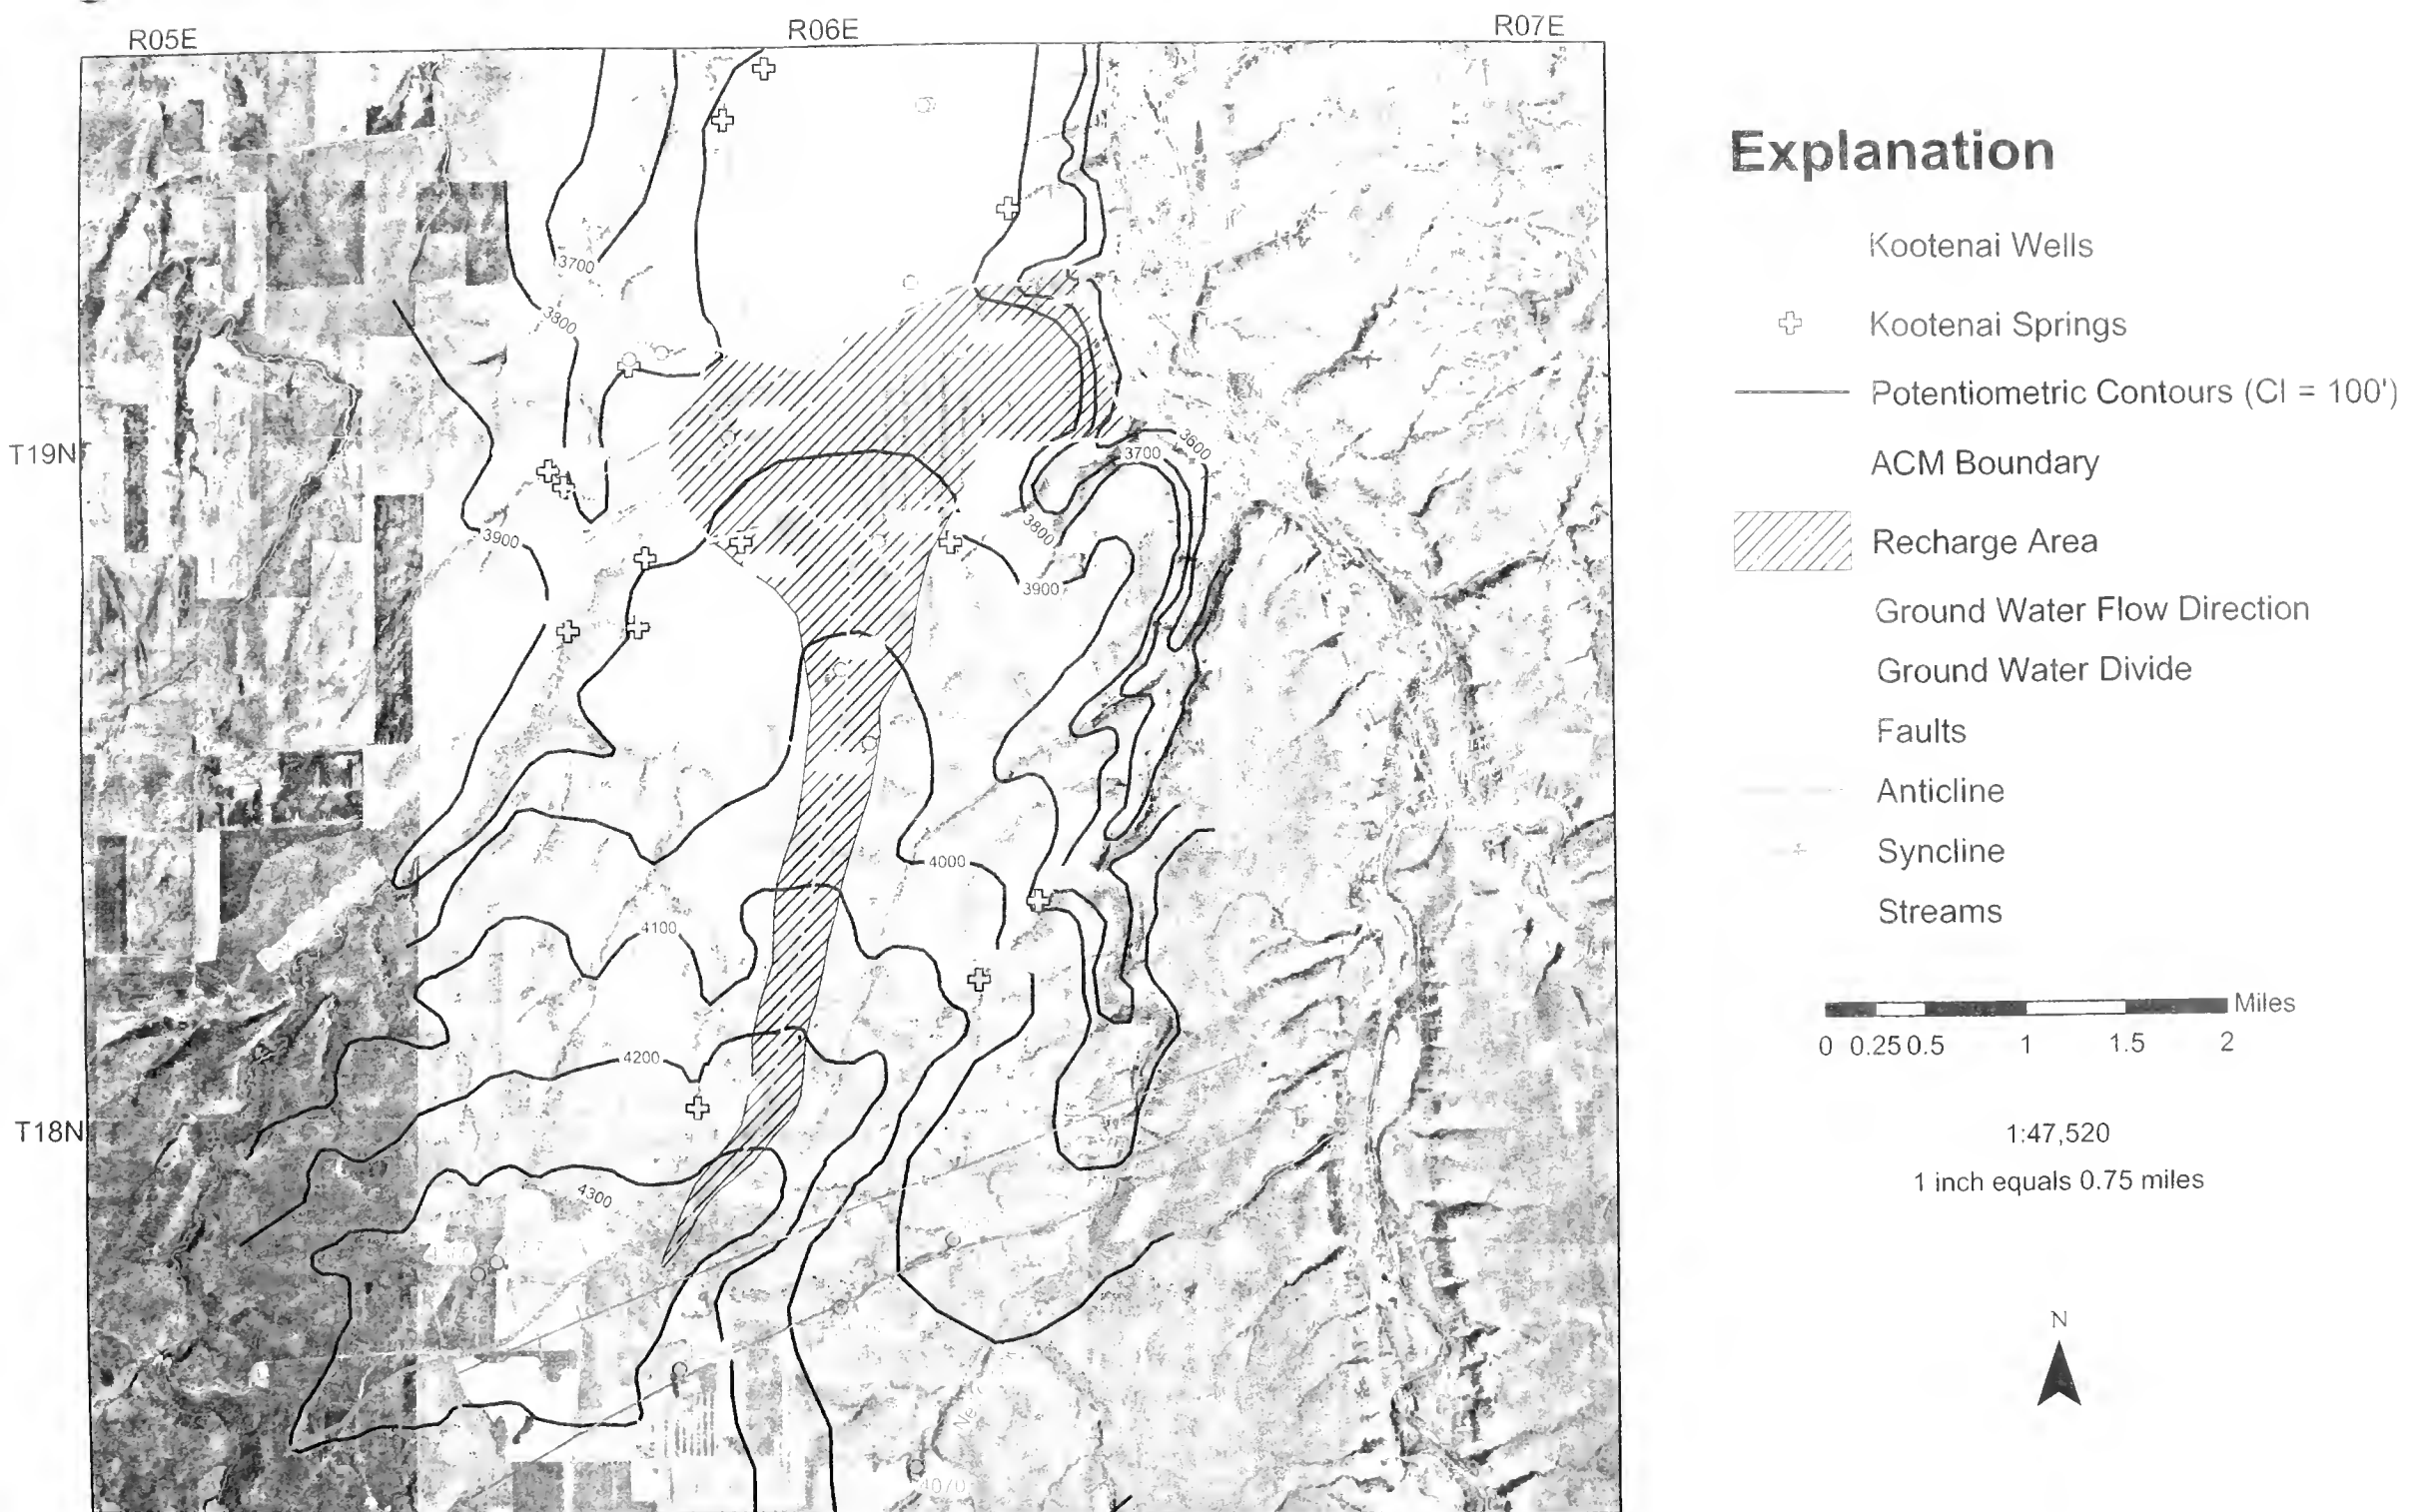 R05E
R06E
R07E
T19N
T18N
3700
3800
3900
3600
3700
3800
3900
4000
4100
4200
4300
4070
Explanation
Kootenai Wells
Kootenai Springs
Potentiometric Contours (CI = 100')
ACM Boundary
Recharge Area
Ground Water Flow Direction
Ground Water Divide
Faults
Anticline
Syncline
Streams
Miles
0 0.25 0.5 1 1.5 2
1:47,520
1 inch equals 0.75 miles
N